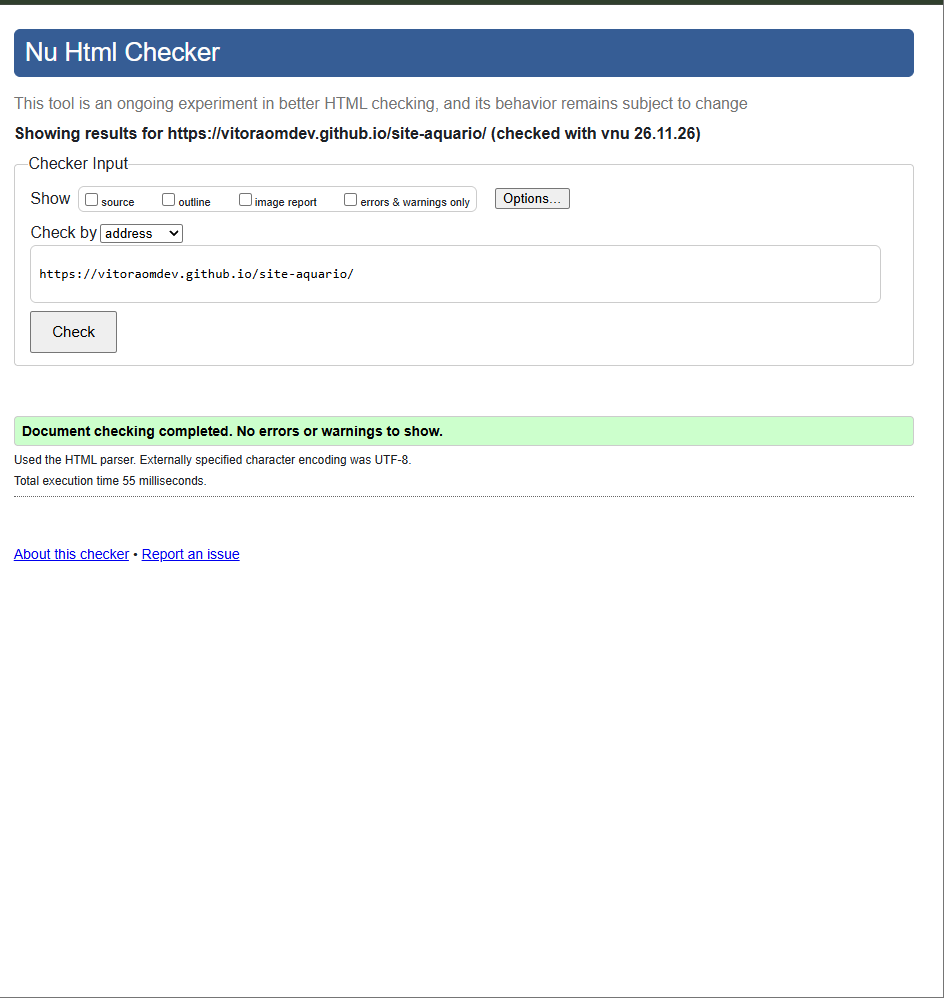 Nu Html Checker
This tool is an ongoing experiment in better HTML checking, and its behavior remains subject to change
Showing results for https://vitoraomdev.github.io/site-aquario/ (checked with vnu 26.11.26)
Checker Input
Show source outline image report errors & warnings only Options...
Check by address
https://vitoraomdev.github.io/site-aquario/
Check
Document checking completed. No errors or warnings to show.
Used the HTML parser. Externally specified character encoding was UTF-8.
Total execution time 55 milliseconds.
About this checker • Report an issue